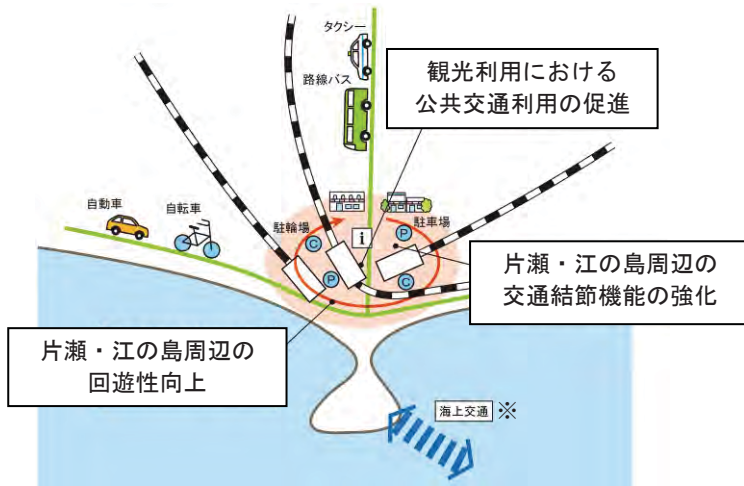 タクシー
路線バス
観光利用における
公共交通利用の促進
自動車
自転車
駐輪場
駐車場
i
C
P
P
C
片瀬・江の島周辺の
交通結節機能の強化
片瀬・江の島周辺の
回遊性向上
海上交通 ※